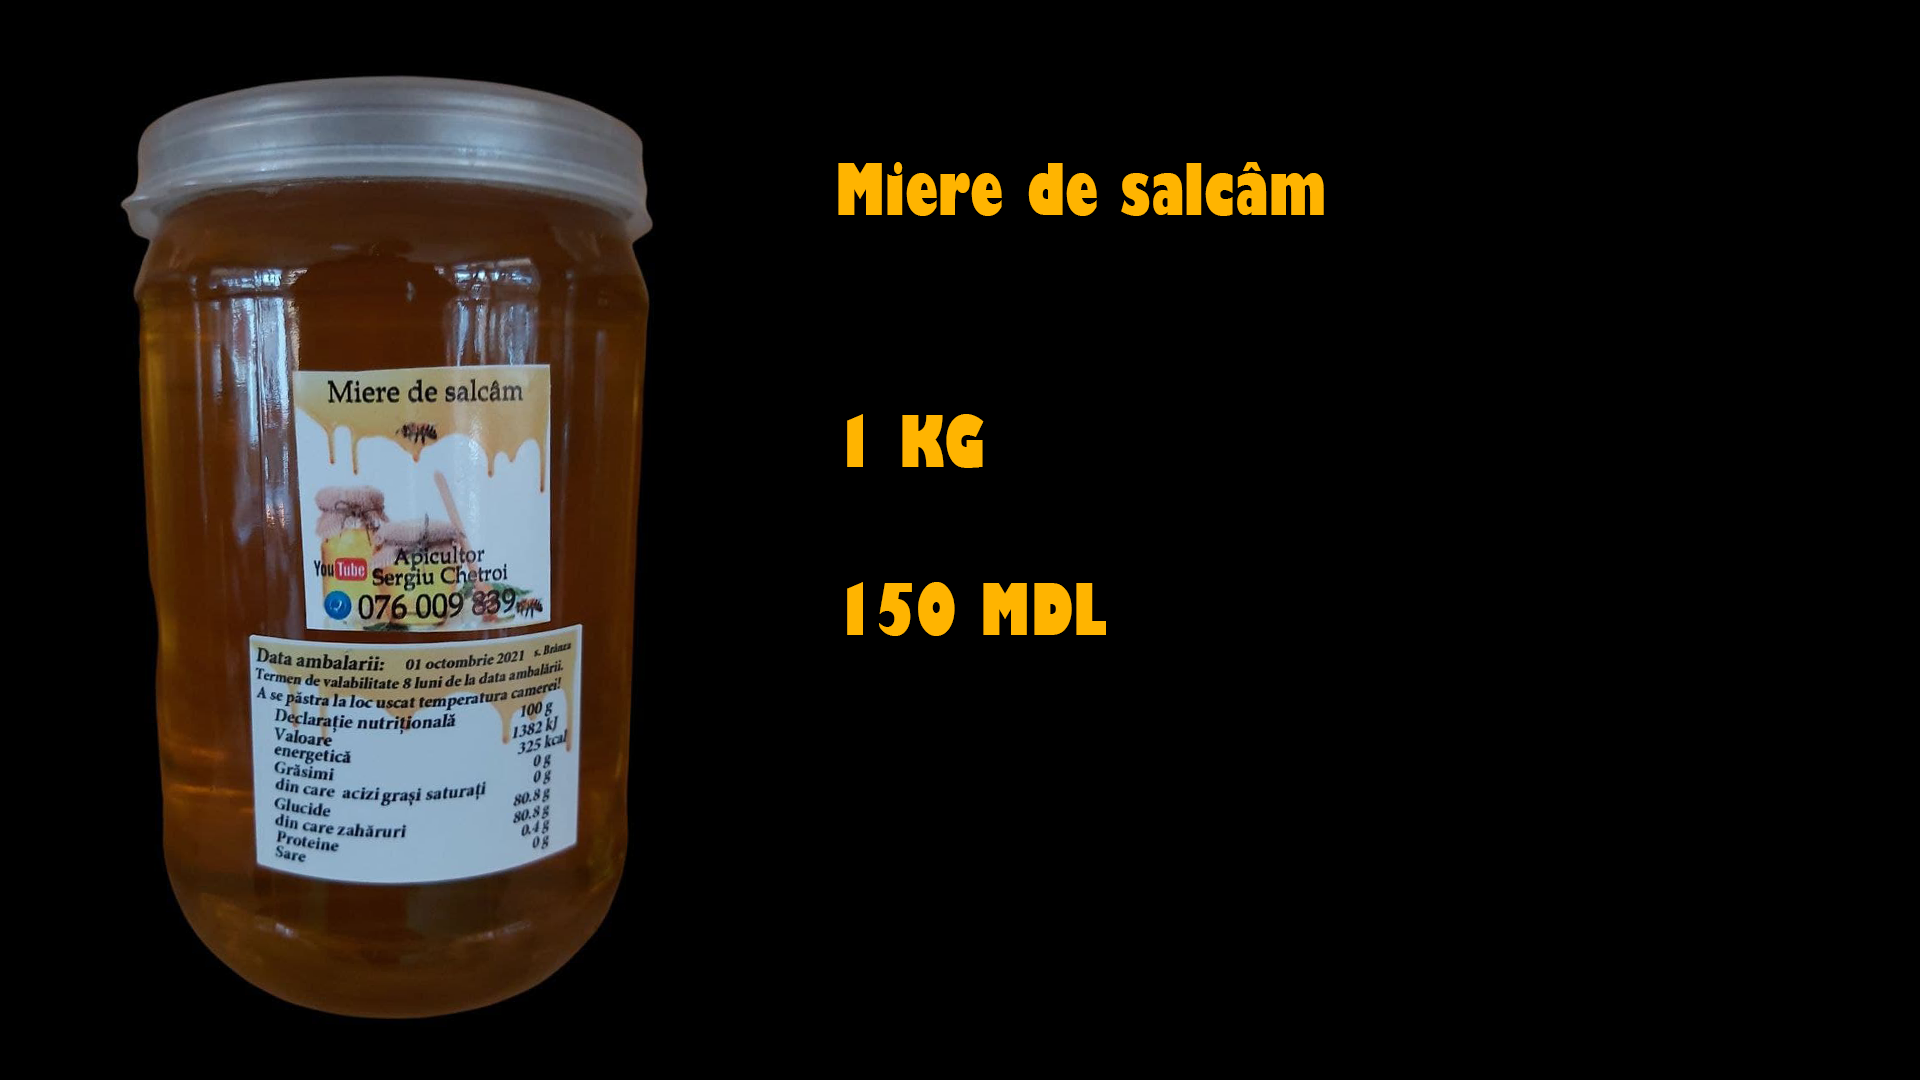 Miere de salcâm
1 KG
150 MDL
Miere de salcâm
YouTube
Apicultor
Sergiu Chetroi
076 009 839
Data ambalarii: 01 octombrie 2021 s. Brânza
Termen de valabilitate 8 luni de la data ambalării.
A se păstra la loc uscat temperatura camerei!
Declarație nutrițională 100 g
Valoare 1382 kJ
energetică 325 kcal
Grăsimi 0 g
din care acizi grași saturați 0 g
Glucide 80.8 g
din care zahăruri 80.8 g
Proteine 0.4 g
Sare 0 g